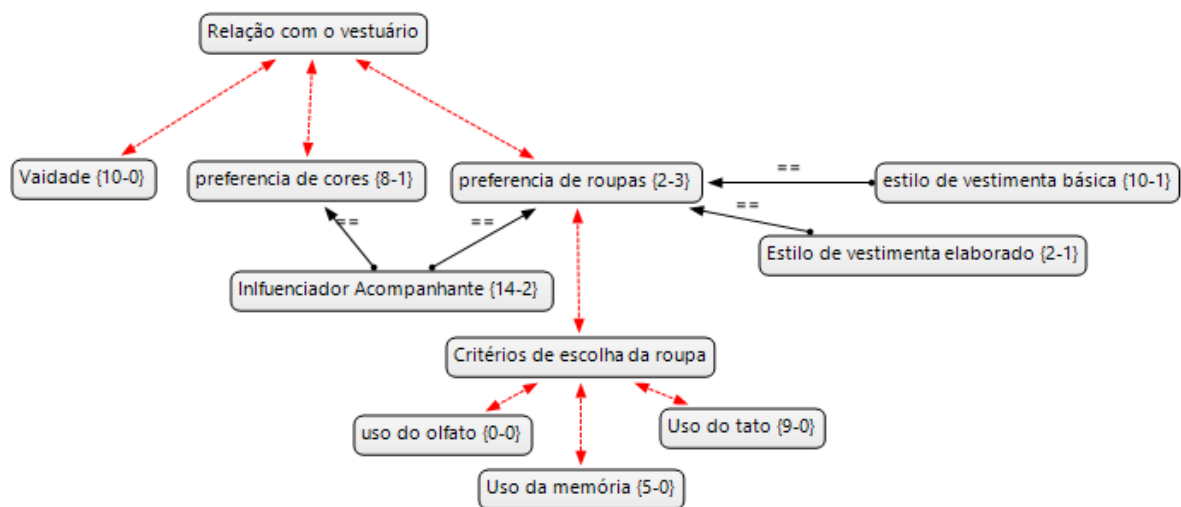 Relação com o vestuário
Vaidade {10-0}
preferencia de cores {8-1}
preferencia de roupas {2-3}
==
estilo de vestimenta básica {10-1}
==
==
==
Estilo de vestimenta elaborado {2-1}
Inlfuenciador Acompanhante {14-2}
Critérios de escolha da roupa
uso do olfato {0-0}
Uso do tato {9-0}
Uso da memória {5-0}